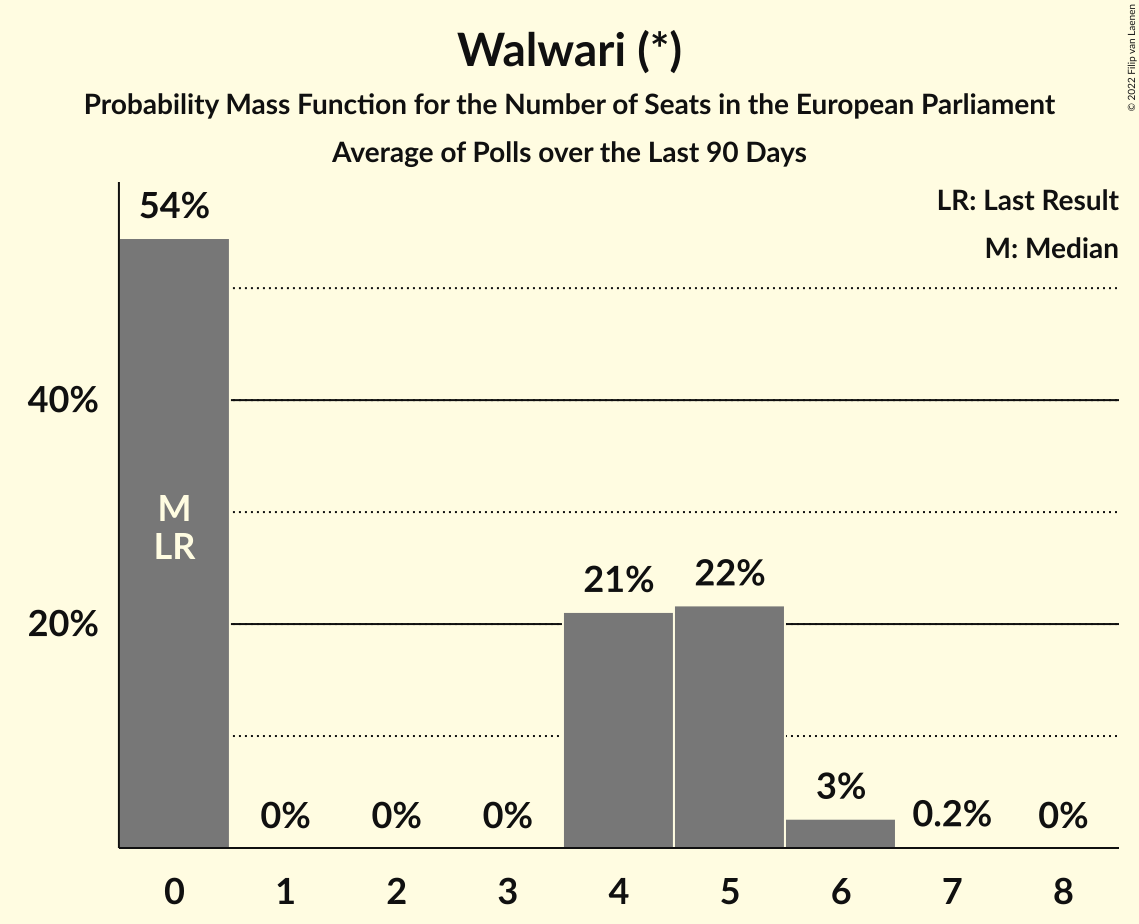 Walwari (*)
Probability Mass Function for the Number of Seats in the European Parliament
Average of Polls over the Last 90 Days
© 2022 Filip van Laenen
LR: Last Result
M: Median
54%
40%
20%
M
LR
0%
0%
0%
21%
22%
3%
0.2%
0%
0
1
2
3
4
5
6
7
8